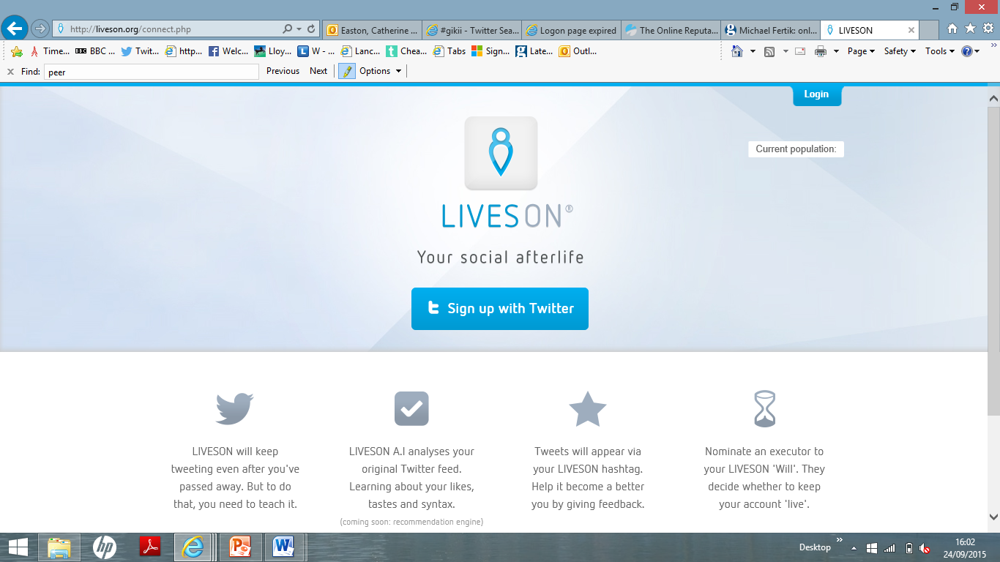 http://liveson.org/connect.php
Easton, Catherine ...
#gikii - Twitter Sea...
Logon page expired
The Online Reputa...
Michael Fertik: onl...
LIVESON
Time...
BBC ...
Twit...
http...
Welc...
Lloy...
W - ...
Lanc...
Chea...
Tabs
Sign...
Late...
Outl...
Page
Safety
Tools
Find:
peer
Previous
Next
Options
Login
Current population:
LIVESON®
Your social afterlife
Sign up with Twitter
LIVESON will keep
tweeting even after you've
passed away. But to do
that, you need to teach it.
LIVESON A.I analyses your
original Twitter feed.
Learning about your likes,
tastes and syntax.
(coming soon: recommendation engine)
Tweets will appear via
your LIVESON hashtag.
Help it become a better
you by giving feedback.
Nominate an executor to
your LIVESON 'Will'. They
decide whether to keep
your account 'live'.
Desktop
16:02
24/09/2015